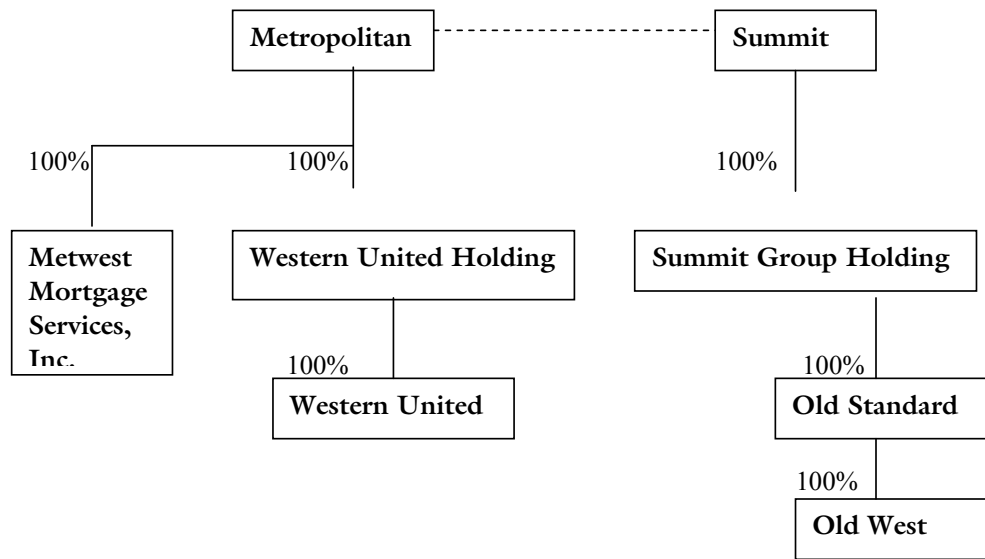 Metropolitan
Summit
100%
100%
100%
Metwest
Mortgage
Services,
Inc.
Western United Holding
Summit Group Holding
100%
100%
Western United
Old Standard
100%
Old West